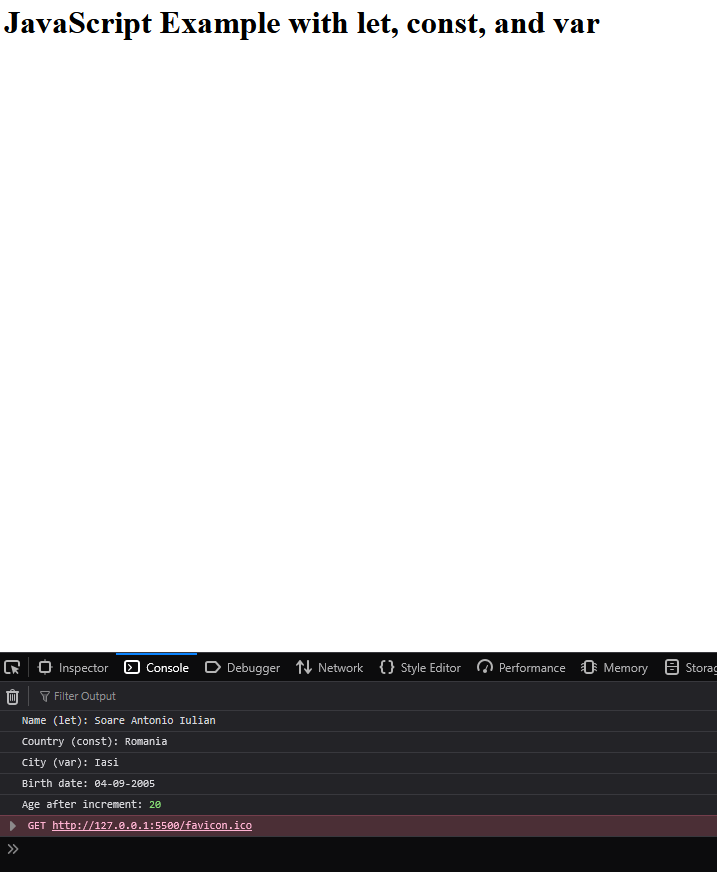 JavaScript Example with let, const, and var
Inspector Console Debugger Network Style Editor Performance Memory
Filter Output
Name (let): Soare Antonio Iulian
Country (const): Romania
City (var): Iasi
Birth date: 04-09-2005
Age after increment: 20
GET http://127.0.0.1:5500/favicon.ico